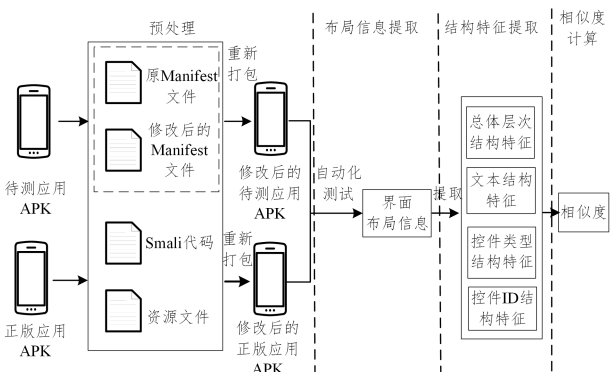 预处理
布局信息提取
结构特征提取
相似度
计算
待测应用
APK
正版应用
APK
原Manifest
文件
修改后的
Manifest
文件
Smali代码
资源文件
重新
打包
重新
打包
修改后的
待测应用
APK
修改后的
正版应用
APK
自动化
测试
界面
布局信息
提取
总体层次
结构特征
文本结构
特征
控件类型
结构特征
控件ID结
构特征
相似度